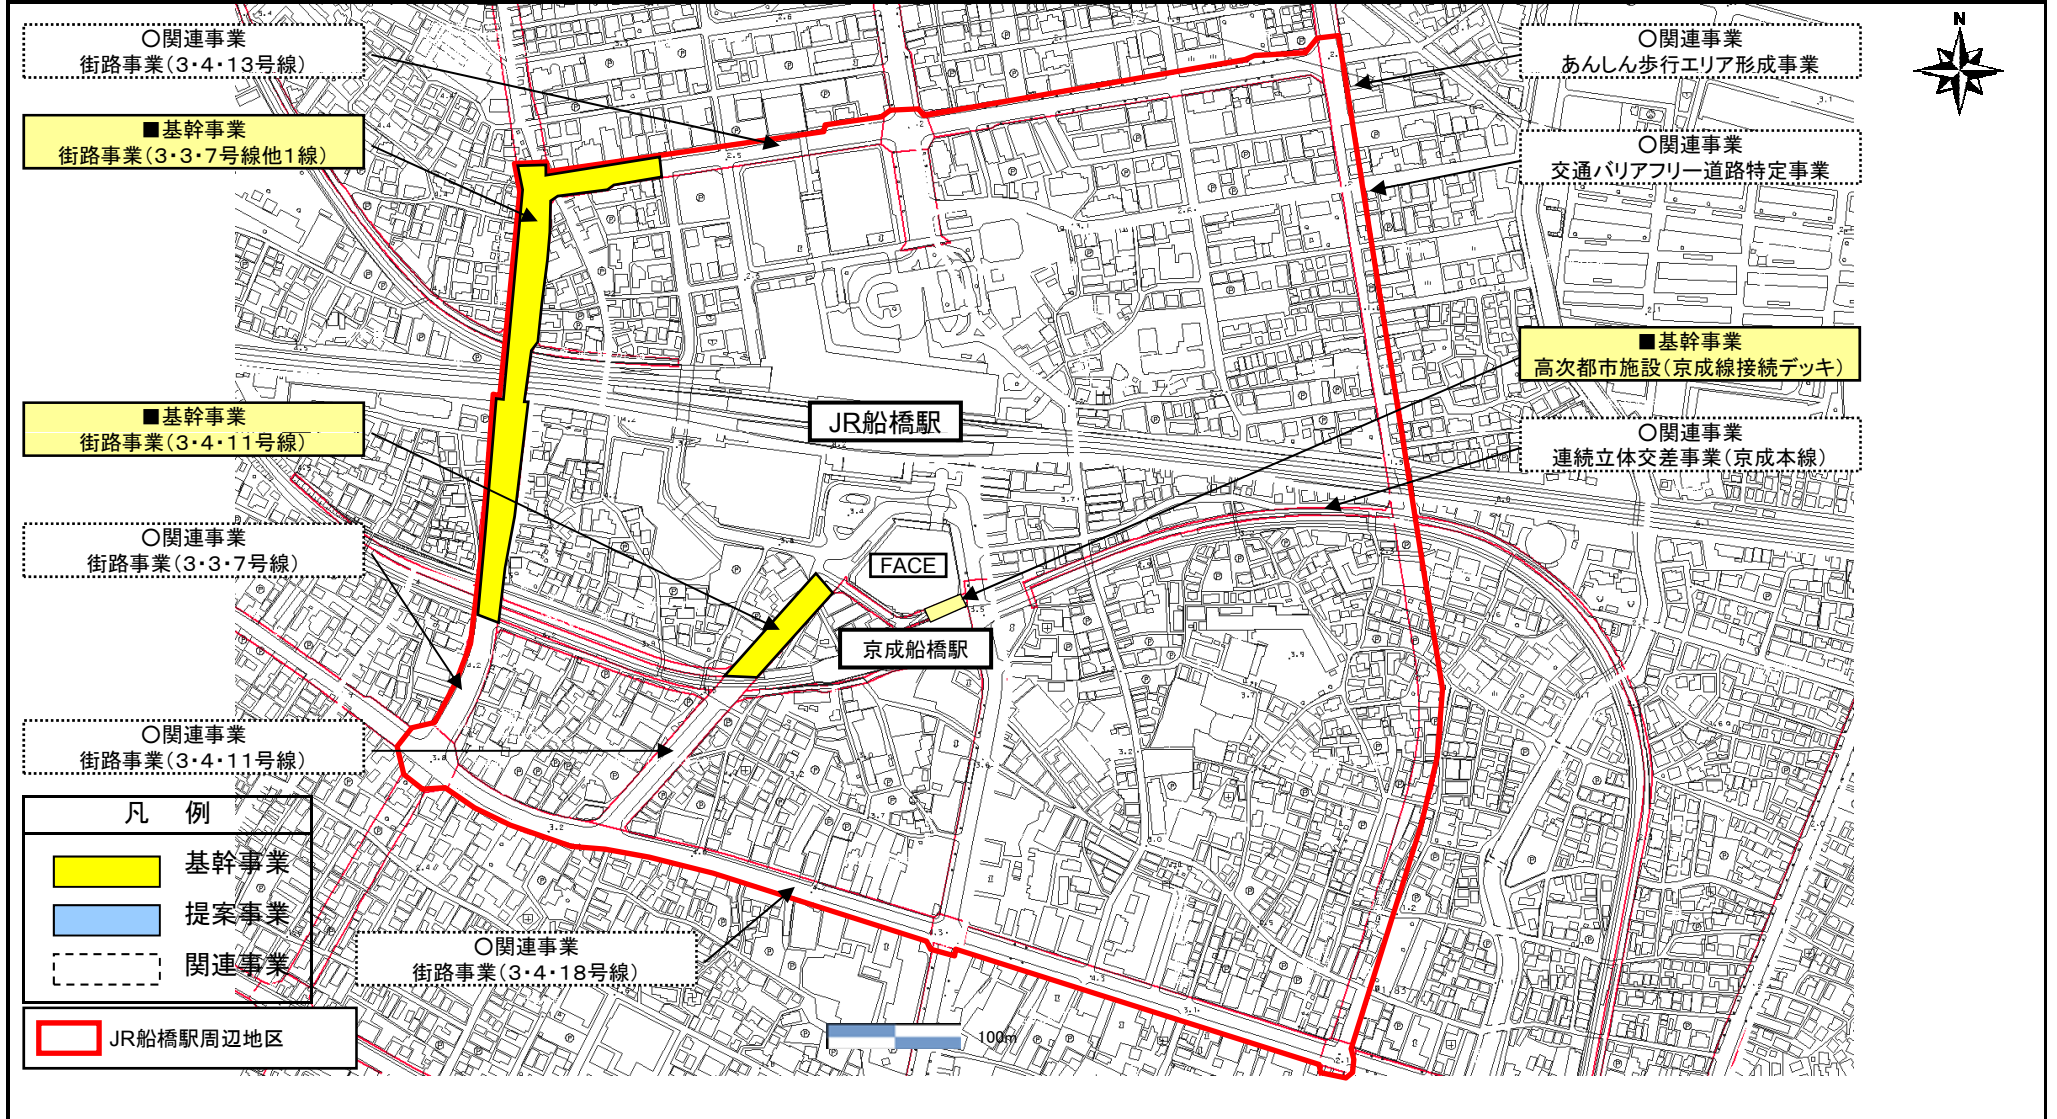 ○関連事業
街路事業(3・4・13号線)
■基幹事業
街路事業(3・3・7号線他1線)
■基幹事業
街路事業(3・4・11号線)
○関連事業
街路事業(3・3・7号線)
○関連事業
街路事業(3・4・11号線)
○関連事業
街路事業(3・4・18号線)
N
○関連事業
あんしん歩行エリア形成事業
○関連事業
交通バリアフリー道路特定事業
■基幹事業
高次都市施設(京成線接続デッキ)
○関連事業
連続立体交差事業(京成本線)
JR船橋駅
FACE
京成船橋駅
凡 例
基幹事業
提案事業
関連事業
JR船橋駅周辺地区
100m